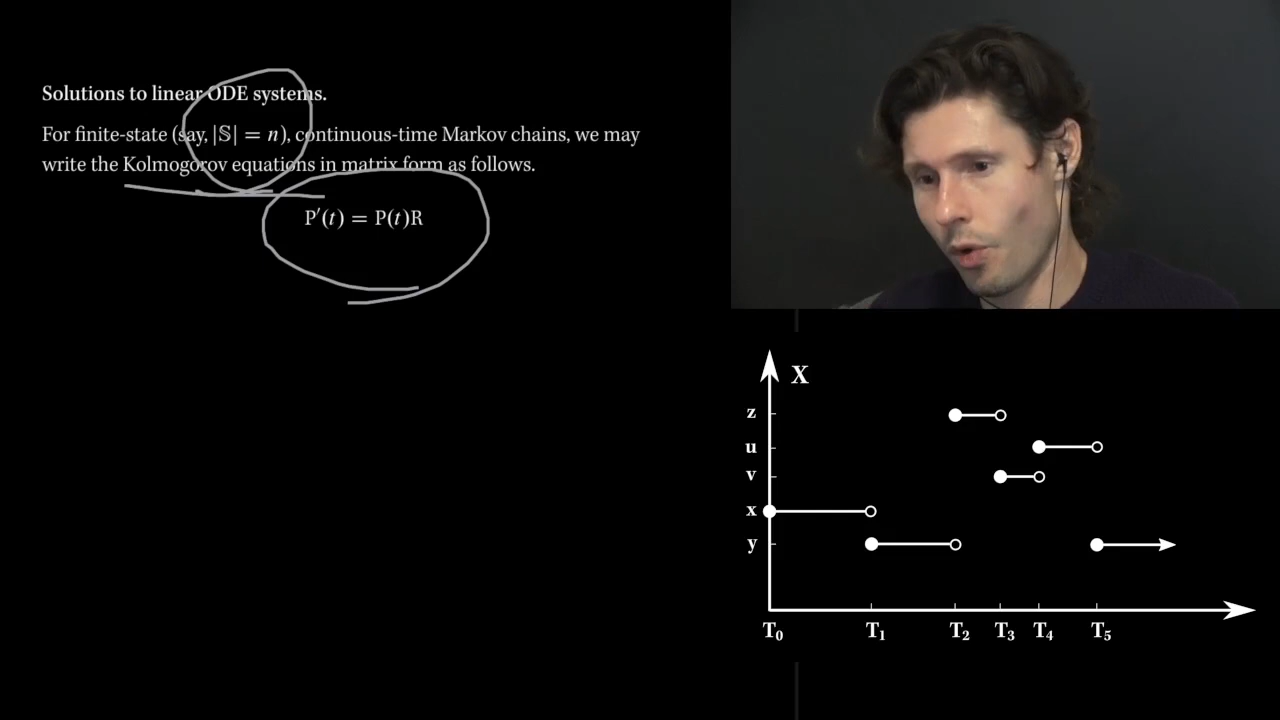 Solutions to linear ODE systems.
For finite-state (say, |𝕊| = n), continuous-time Markov chains, we may
write the Kolmogorov equations in matrix form as follows.
P′(t) = P(t)R
X
z
u
v
x
y
T₀ T₁ T₂ T₃ T₄ T₅